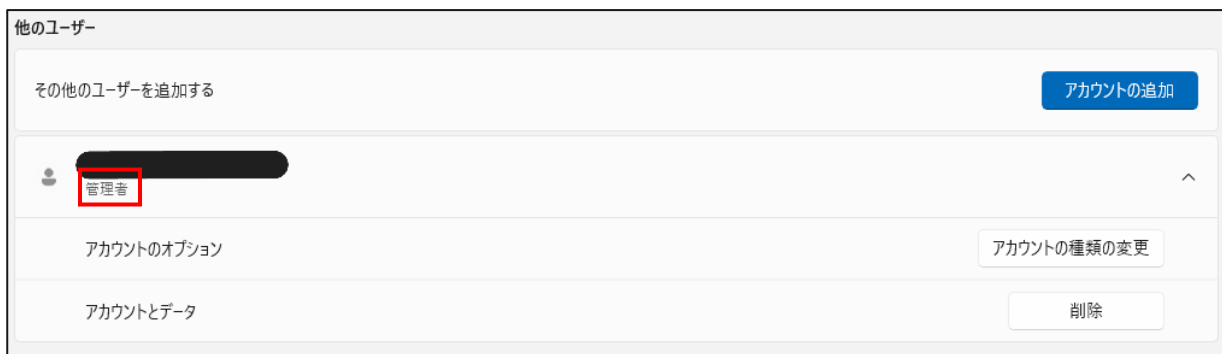 他のユーザー
その他のユーザーを追加する
アカウントの追加
管理者
アカウントのオプション
アカウントの種類の変更
アカウントとデータ
削除